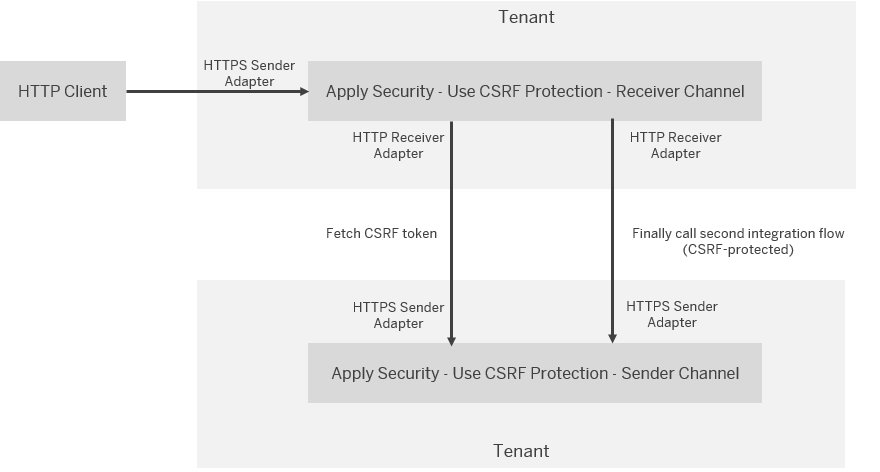 Tenant
HTTPS Sender
Adapter
HTTP Client
Apply Security - Use CSRF Protection - Receiver Channel
HTTP Receiver
Adapter
HTTP Receiver
Adapter
Fetch CSRF token
Finally call second integration flow
(CSRF-protected)
HTTPS Sender
Adapter
HTTPS Sender
Adapter
Apply Security - Use CSRF Protection - Sender Channel
Tenant